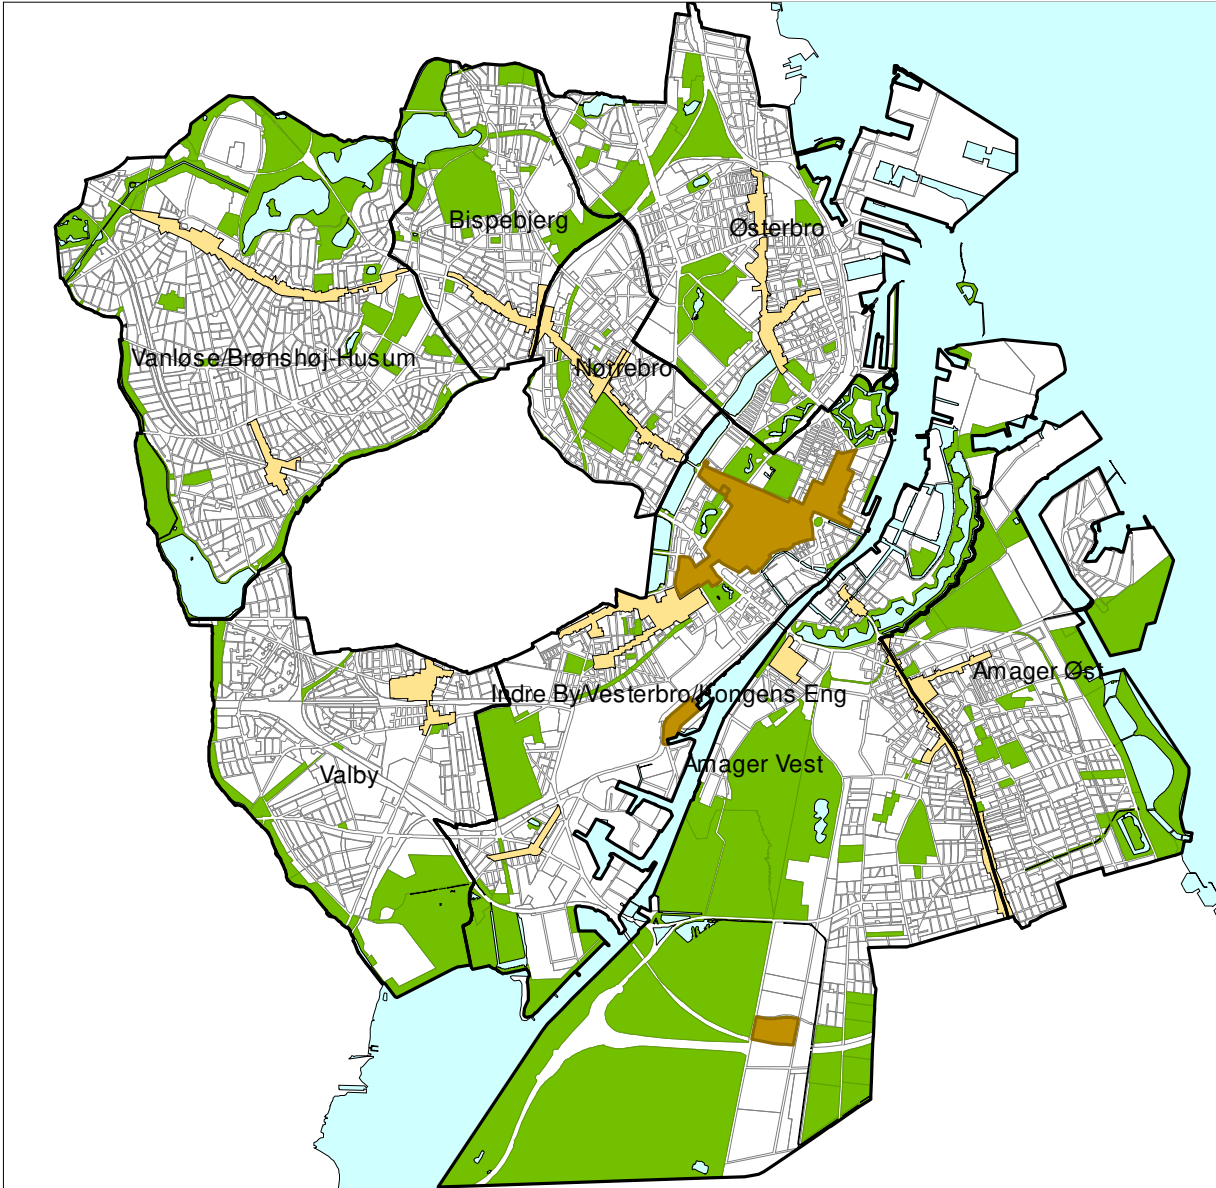 Bispebjerg
Østerbro
Vanløse/Brønshøj-Husum
Nørrebro
Amager Øst
Indre By/Vesterbro/Kongens Eng
Amager Vest
Valby